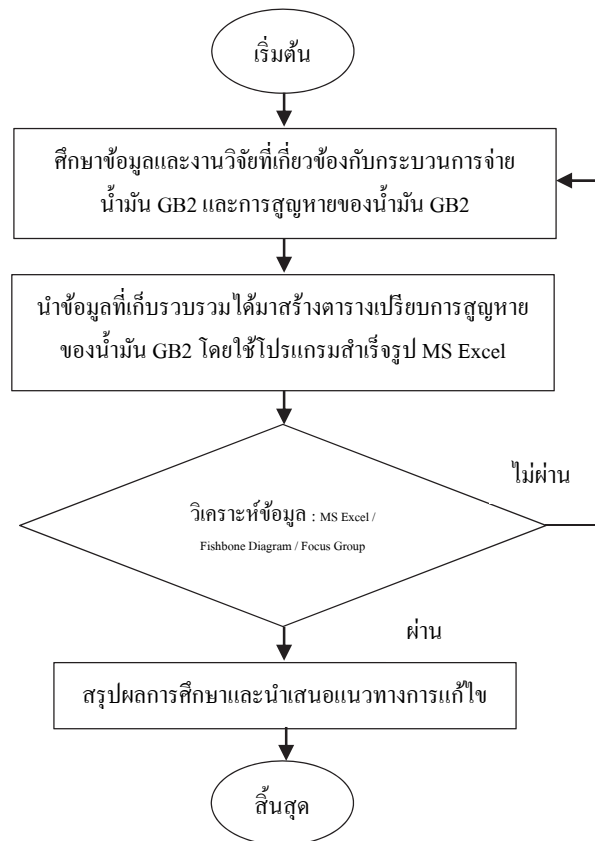 เริ่มต้น
ศึกษาข้อมูลและงานวิจัยที่เกี่ยวข้องกับกระบวนการจ่าย
น้ำมัน GB2 และการสูญหายของน้ำมัน GB2
นำข้อมูลที่เก็บรวบรวมได้มาสร้างตารางเปรียบการสูญหาย
ของน้ำมัน GB2 โดยใช้โปรแกรมสำเร็จรูป MS Excel
ไม่ผ่าน
วิเคราะห์ข้อมูล : MS Excel /
Fishbone Diagram / Focus Group
ผ่าน
สรุปผลการศึกษาและนำเสนอแนวทางการแก้ไข
สิ้นสุด